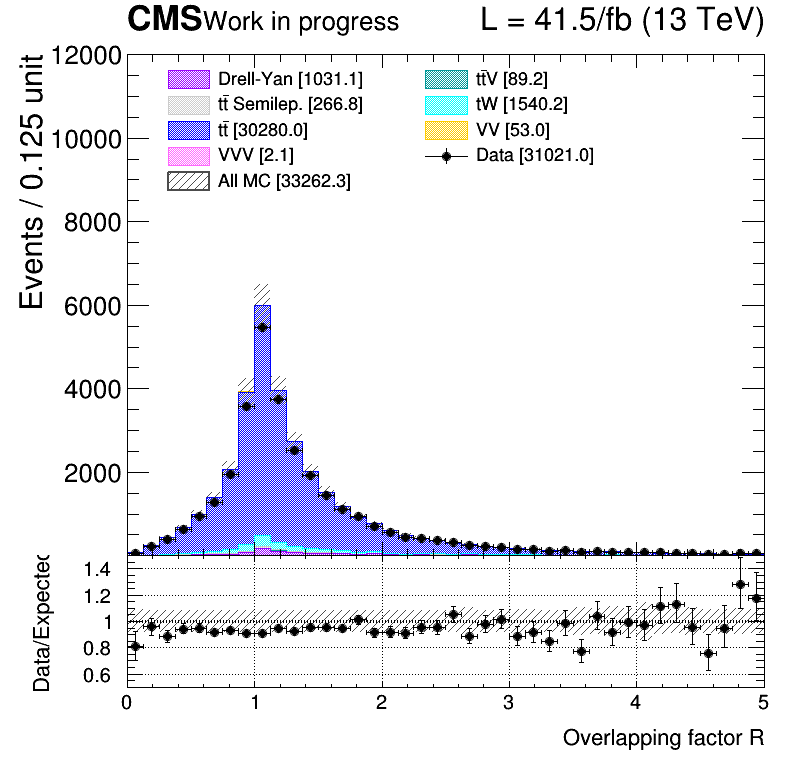 CMS Work in progress L = 41.5/fb (13 TeV)
Events / 0.125 unit
12000
10000
8000
6000
4000
2000
Drell-Yan [1031.1]
tt̄ Semilep. [266.8]
tt̄ [30280.0]
VVV [2.1]
All MC [33262.3]
tt̄V [89.2]
tW [1540.2]
VV [53.0]
Data [31021.0]
Data/Expected
1.4
1.2
1
0.8
0.6
0 1 2 3 4 5
Overlapping factor R